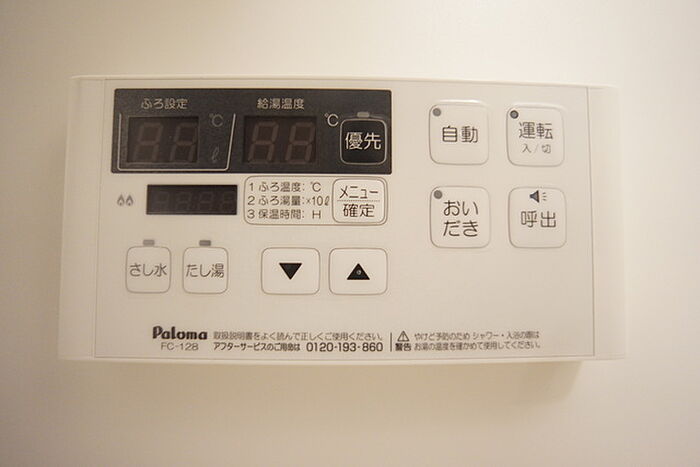 ふろ設定 給湯温度
℃ ℃
ℓ
優先
1 ふろ温度：℃
2 ふろ湯量：×10ℓ
3 保温時間：H
メニュー
確定
さし水 たし湯
▼ ▲
自動
運転
入/切
おい
だき
呼出
Paloma
FC-128
取扱説明書をよく読んで正しくご使用ください。
アフターサービスのご用命は 0120-193-860
警告
やけど予防のため シャワー・入浴の際は
お湯の温度を確かめて使用してください。